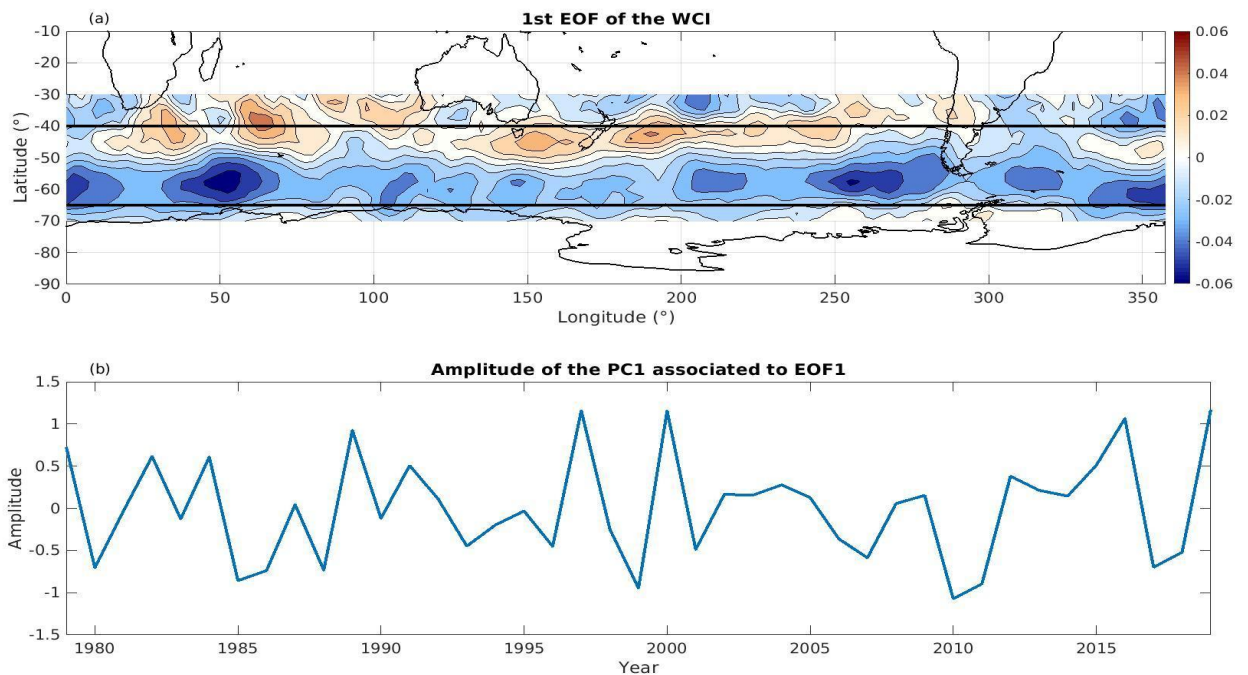 (a) 1st EOF of the WCI
-10
-20
-30
-40
-50
-60
-70
-80
-90
Latitude (°)
0 50 100 150 200 250 300 350
Longitude (°)
0.06
0.04
0.02
0
-0.02
-0.04
-0.06
(b) Amplitude of the PC1 associated to EOF1
1.5
1
0.5
0
-0.5
-1
-1.5
Amplitude
1980 1985 1990 1995 2000 2005 2010 2015
Year